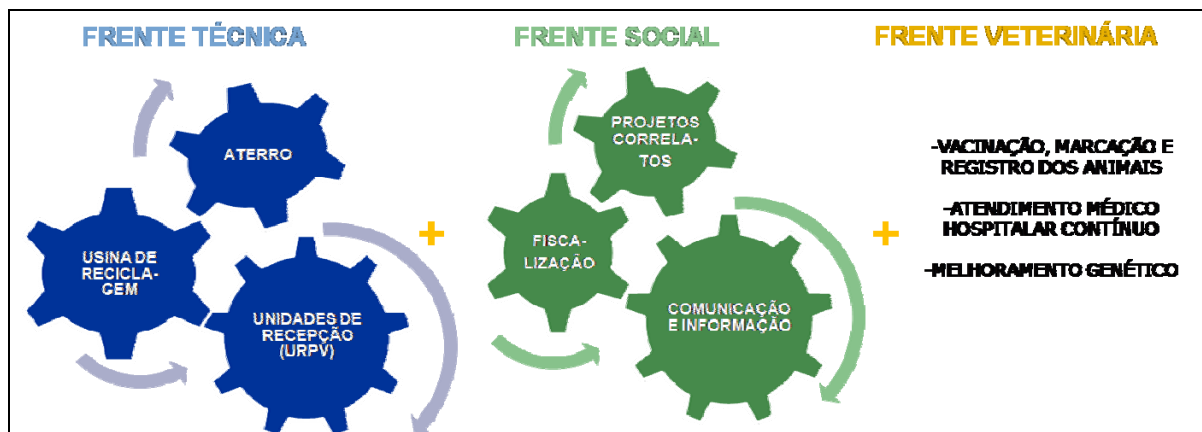 FRENTE TÉCNICA
ATERRO
USINA DE
RECICLA-
GEM
UNIDADES DE
RECEPÇÃO
(URPV)
+
FRENTE SOCIAL
PROJETOS
CORRELA-
TOS
FISCA-
LIZAÇÃO
COMUNICAÇÃO
E INFORMAÇÃO
+
FRENTE VETERINÁRIA
-VACINAÇÃO, MARCAÇÃO E
REGISTRO DOS ANIMAIS
-ATENDIMENTO MÉDICO
HOSPITALAR CONTÍNUO
-MELHORAMENTO GENÉTICO